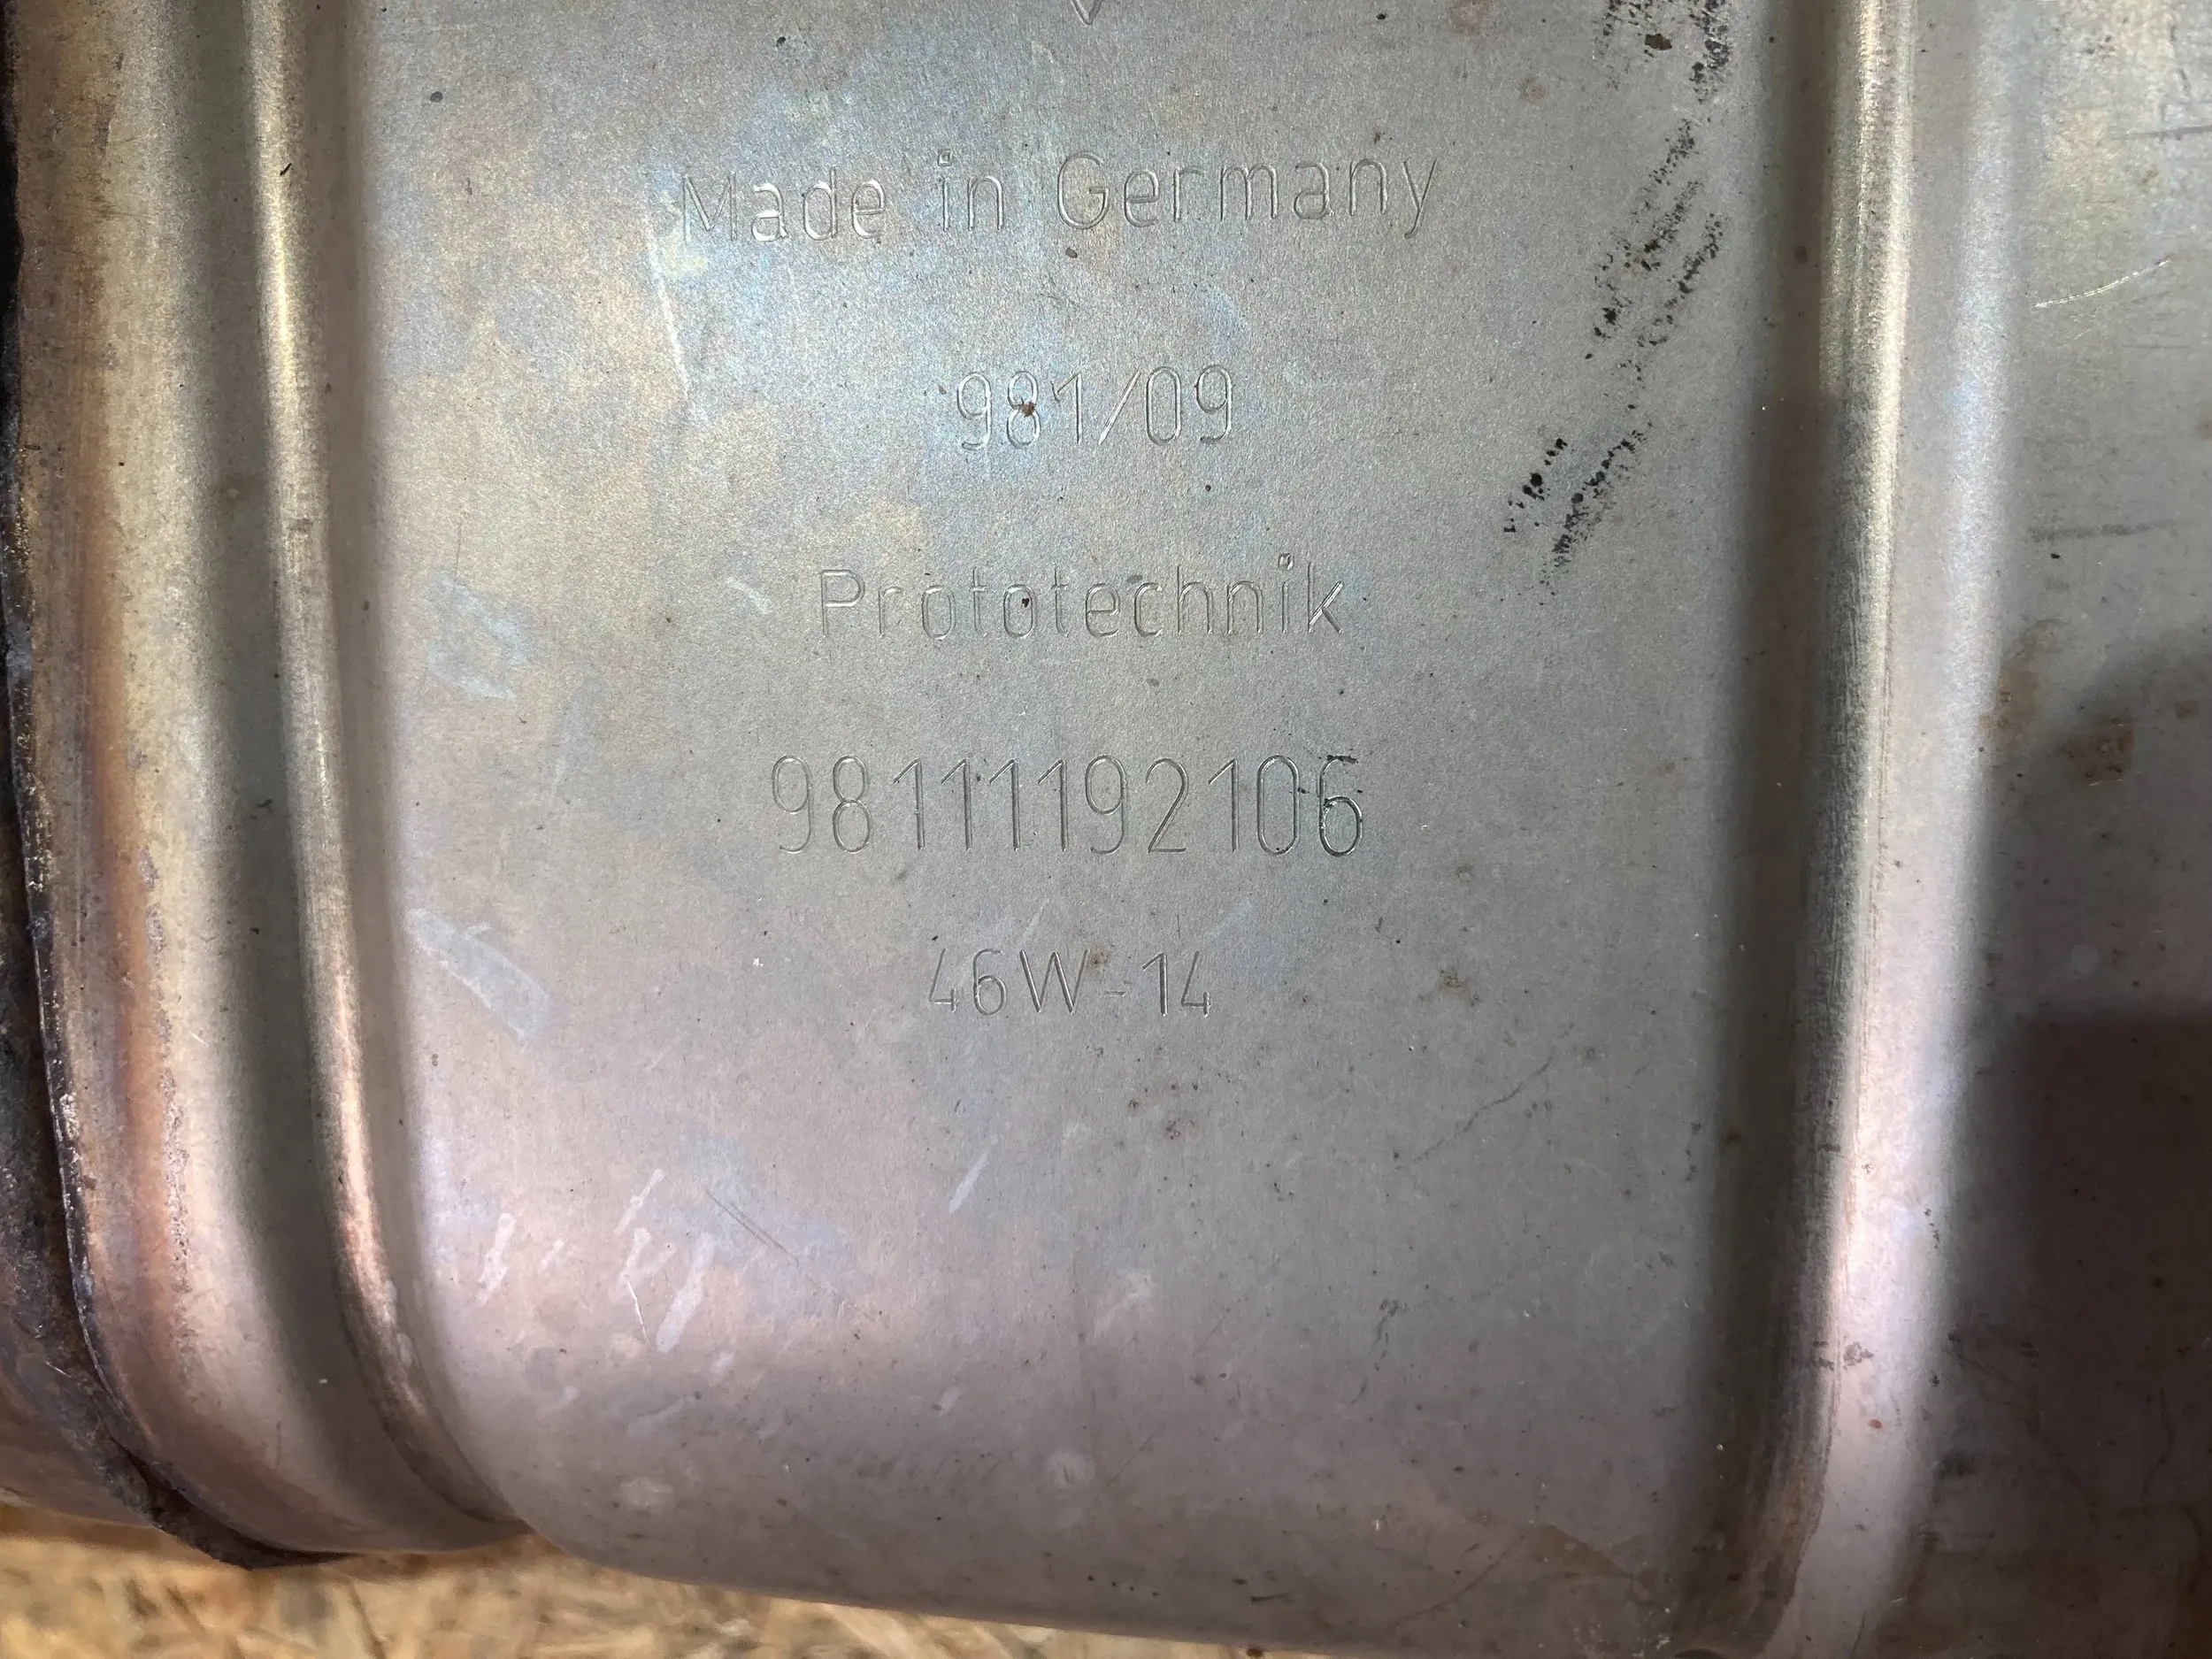 Made in Germany
981/09
Prototechnik
98111192106
46W-14